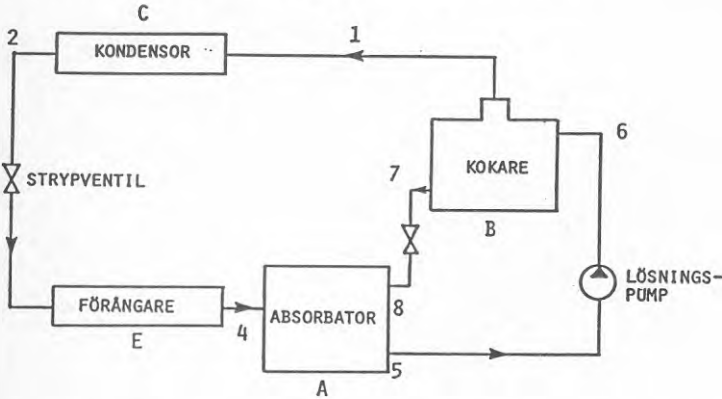 C
2
KONDENSOR
1
6
KOKARE
7
STRYPVENTIL
B
LÖSNINGS-
PUMP
FÖRÅNGARE
ABSORBATOR
8
4
E
5
A